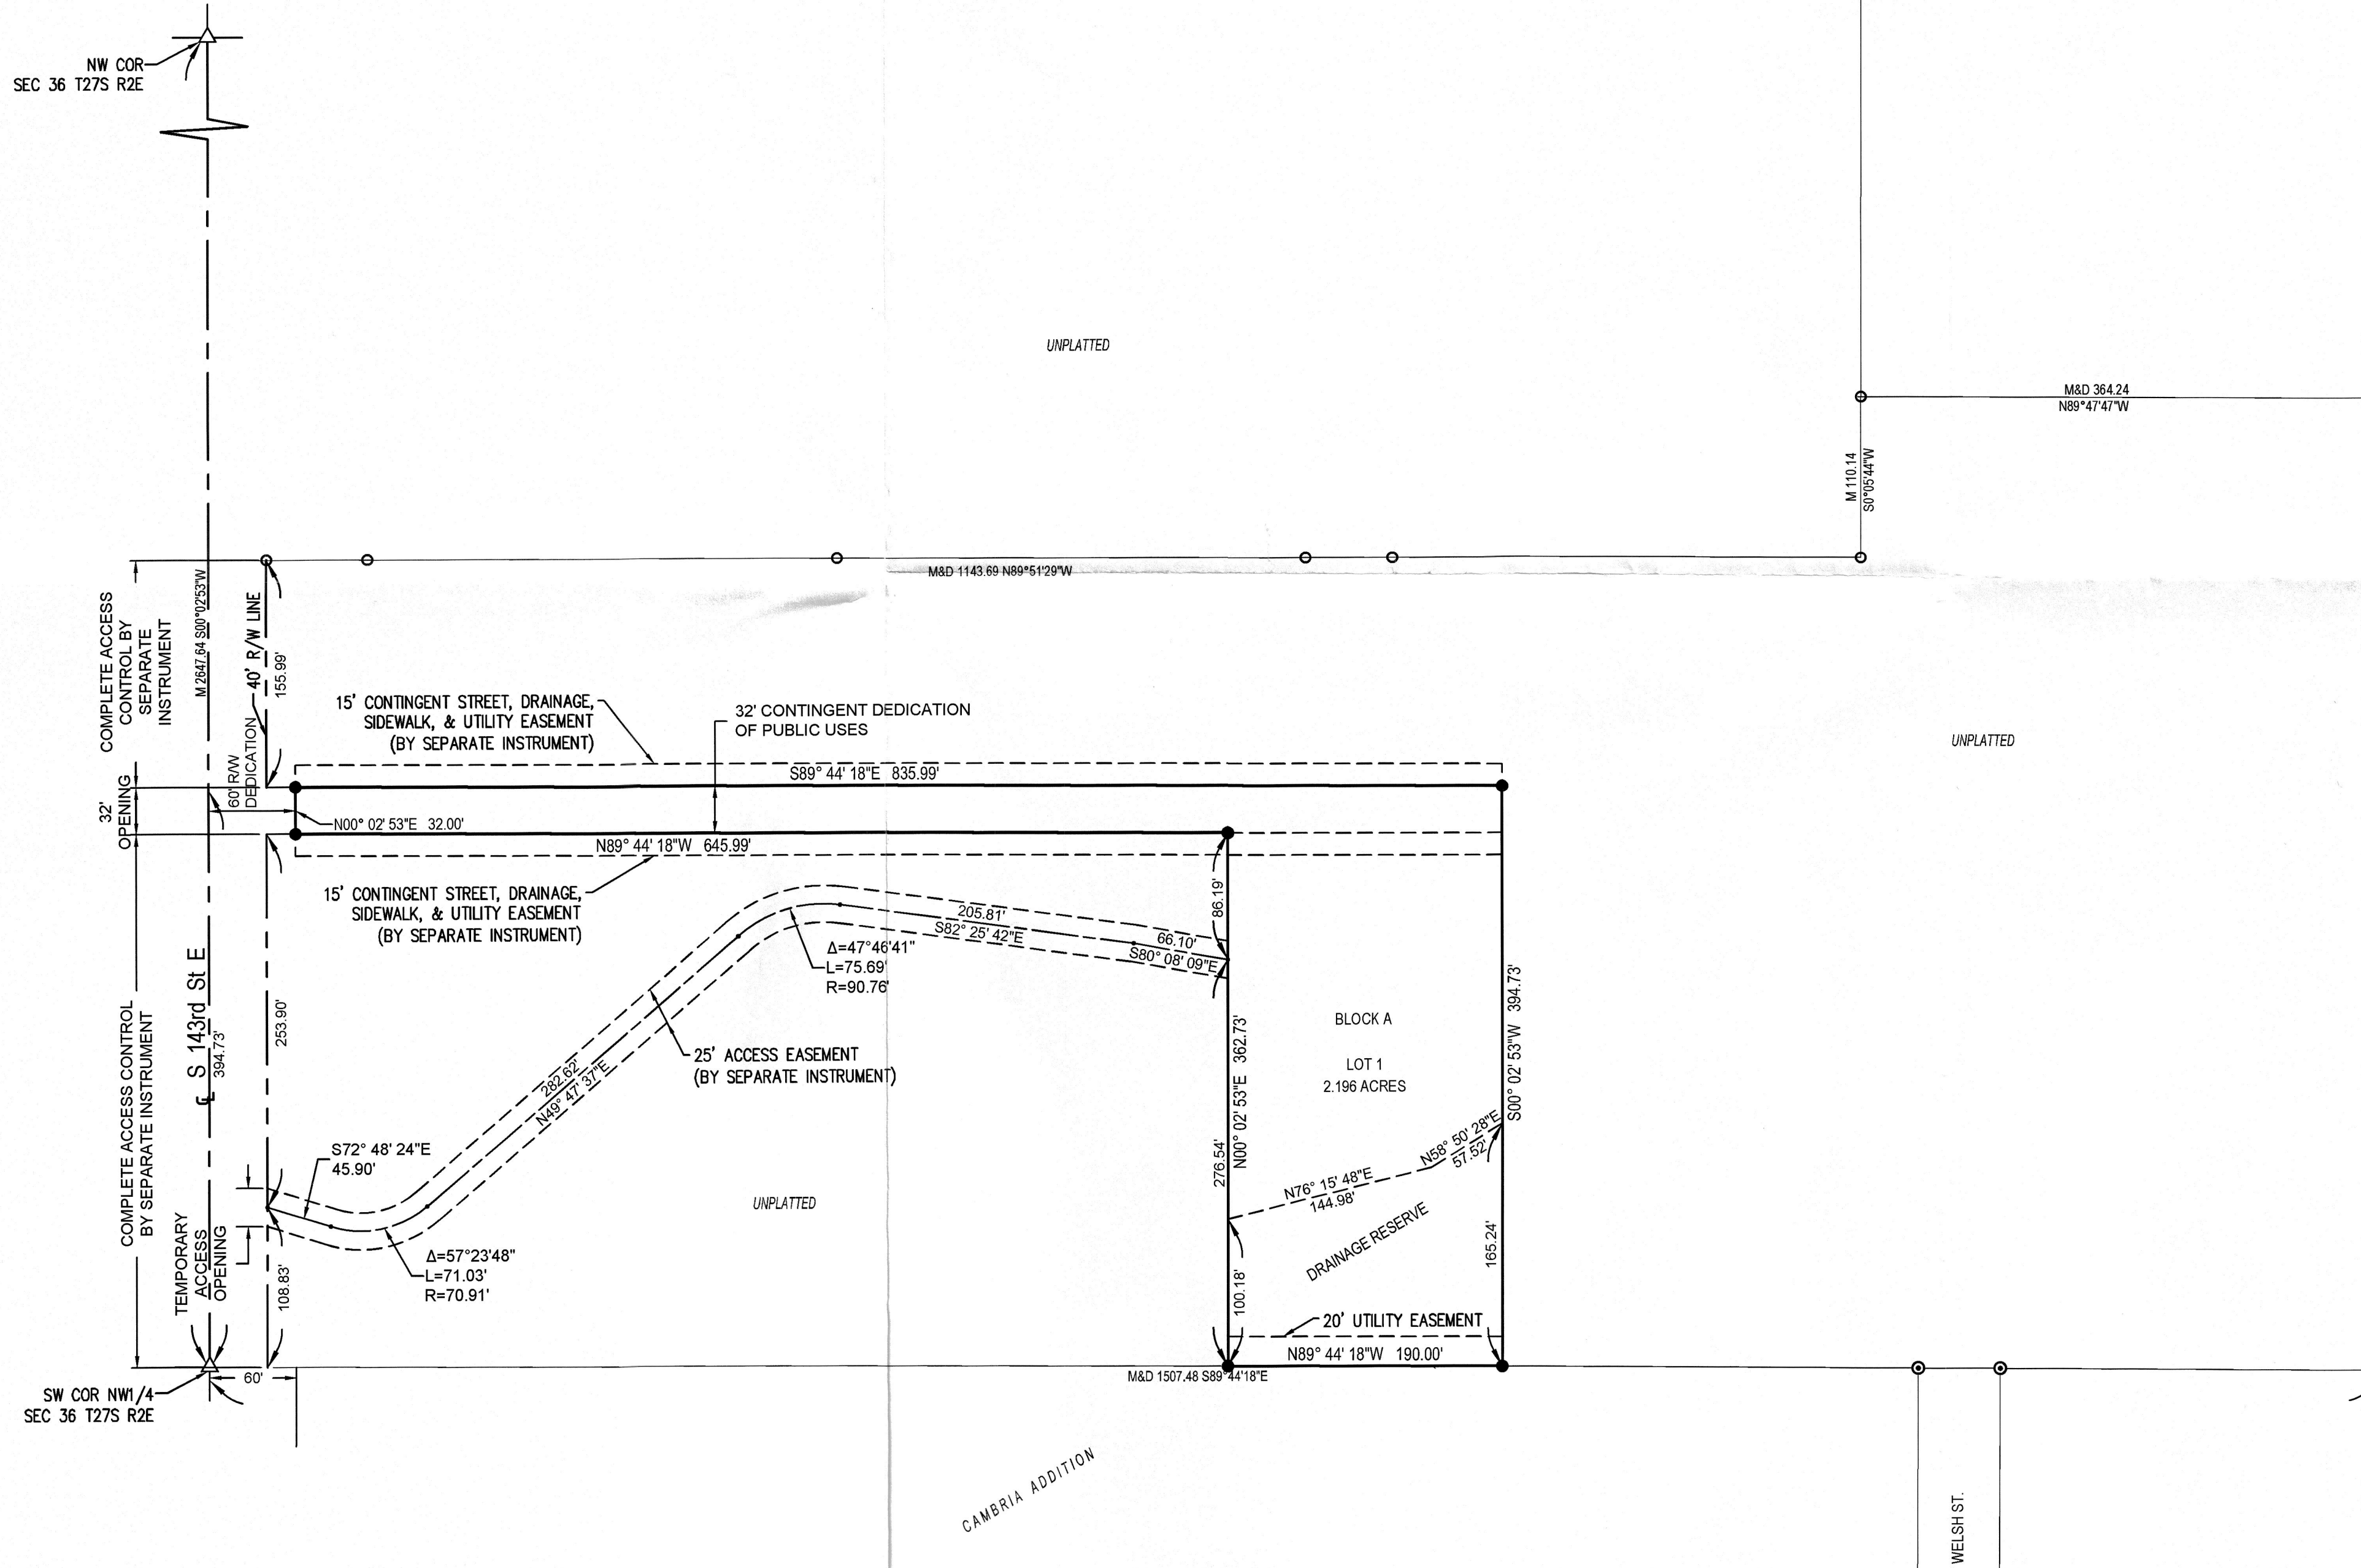 NW COR
SEC 36 T27S R2E
UNPLATTED
M&D 364.24
N89°47'47"W
M 110.14
S0°05'44"W
M&D 1143.69 N89°51'29"W
COMPLETE ACCESS
CONTROL BY
SEPARATE
INSTRUMENT
M 2647.64 S00°02'53"W
40' R/W LINE
155.99'
60' R/W
DEDICATION
32'
OPENING
15' CONTINGENT STREET, DRAINAGE,
SIDEWALK, & UTILITY EASEMENT
(BY SEPARATE INSTRUMENT)
32' CONTINGENT DEDICATION
OF PUBLIC USES
UNPLATTED
S89° 44' 18"E 835.99'
N00° 02' 53"E 32.00'
N89° 44' 18"W 645.99'
15' CONTINGENT STREET, DRAINAGE,
SIDEWALK, & UTILITY EASEMENT
(BY SEPARATE INSTRUMENT)
86.19'
205.81'
S82° 25' 42"E
66.10'
S80° 08' 09"E
Δ=47°46'41"
L=75.69'
R=90.76'
COMPLETE ACCESS CONTROL
BY SEPARATE INSTRUMENT
℄ S 143rd St E
394.73'
253.90'
25' ACCESS EASEMENT
(BY SEPARATE INSTRUMENT)
282.62'
N49° 47' 37"E
BLOCK A
LOT 1
2.196 ACRES
N00° 02' 53"E 362.73'
S00° 02' 53"W 394.73'
276.54'
S72° 48' 24"E
45.90'
UNPLATTED
N76° 15' 48"E
144.98'
N58° 50' 28"E
57.52'
DRAINAGE RESERVE
165.24'
100.18'
TEMPORARY
ACCESS
OPENING
108.83'
Δ=57°23'48"
L=71.03'
R=70.91'
20' UTILITY EASEMENT
N89° 44' 18"W 190.00'
M&D 1507.48 S89°44'18"E
60'
SW COR NW1/4
SEC 36 T27S R2E
CAMBRIA ADDITION
WELSH ST.